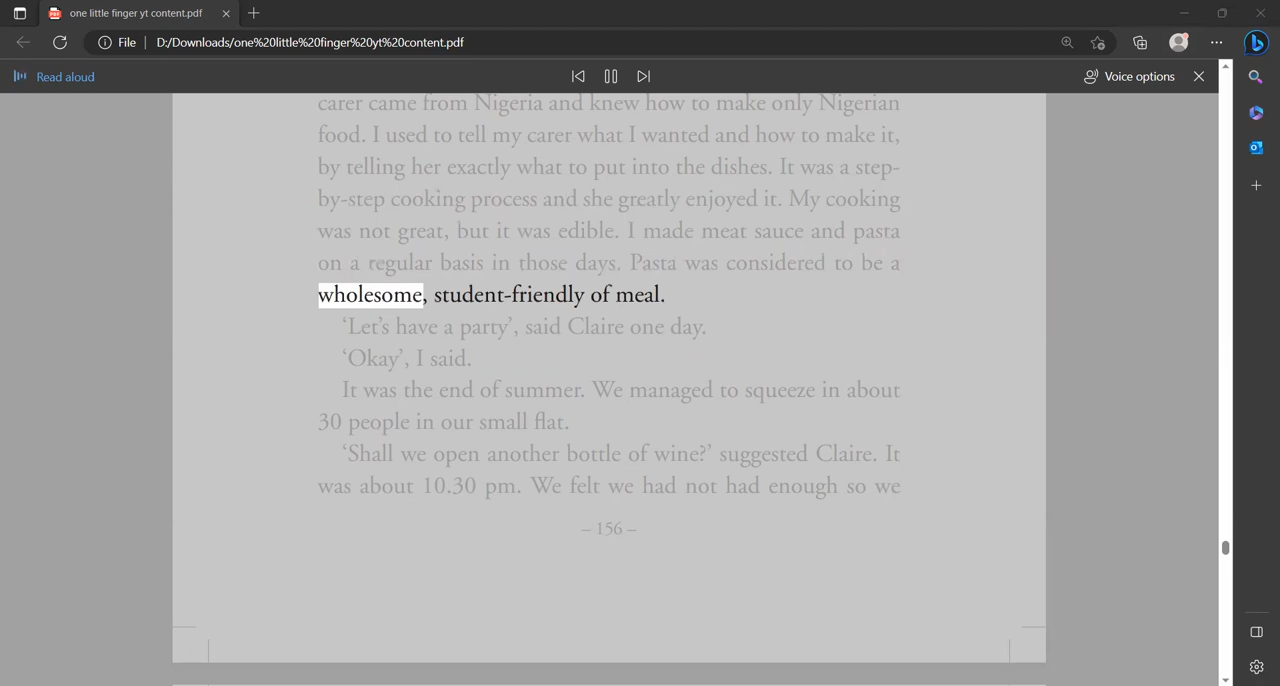 one little finger yt content.pdf
File
D:/Downloads/one%20little%20finger%20yt%20content.pdf
Read aloud
Voice options
carer came from Nigeria and knew how to make only Nigerian
food. I used to tell my carer what I wanted and how to make it,
by telling her exactly what to put into the dishes. It was a step-
by-step cooking process and she greatly enjoyed it. My cooking
was not great, but it was edible. I made meat sauce and pasta
on a regular basis in those days. Pasta was considered to be a
wholesome, student-friendly of meal.
‘Let’s have a party’, said Claire one day.
‘Okay’, I said.
It was the end of summer. We managed to squeeze in about
30 people in our small flat.
‘Shall we open another bottle of wine?’ suggested Claire. It
was about 10.30 pm. We felt we had not had enough so we
– 156 –